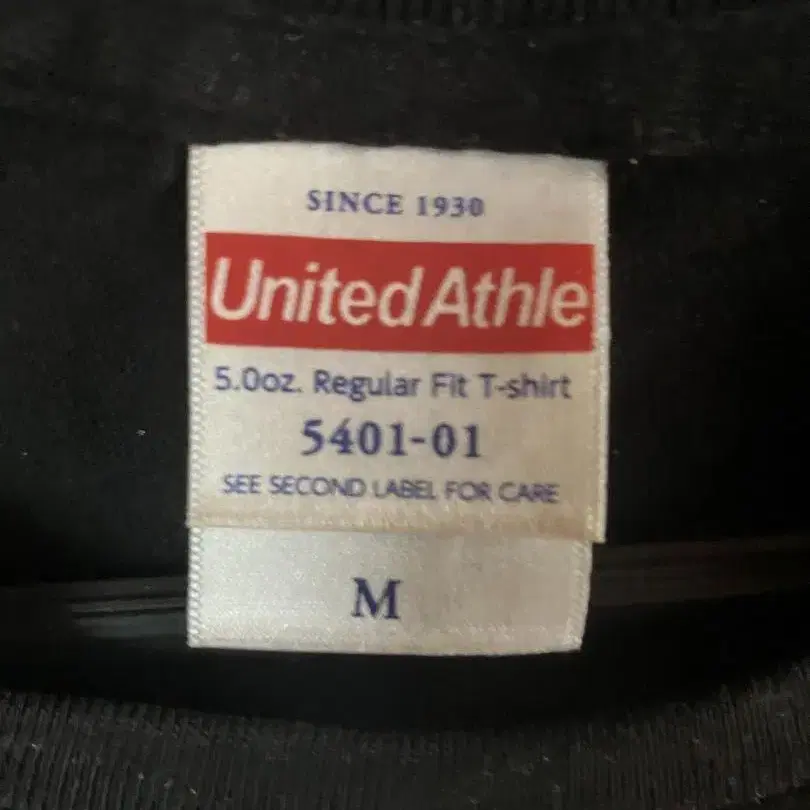 SINCE 1930
United Athle
5.0oz. Regular Fit T-shirt
5401-01
SEE SECOND LABEL FOR CARE
M